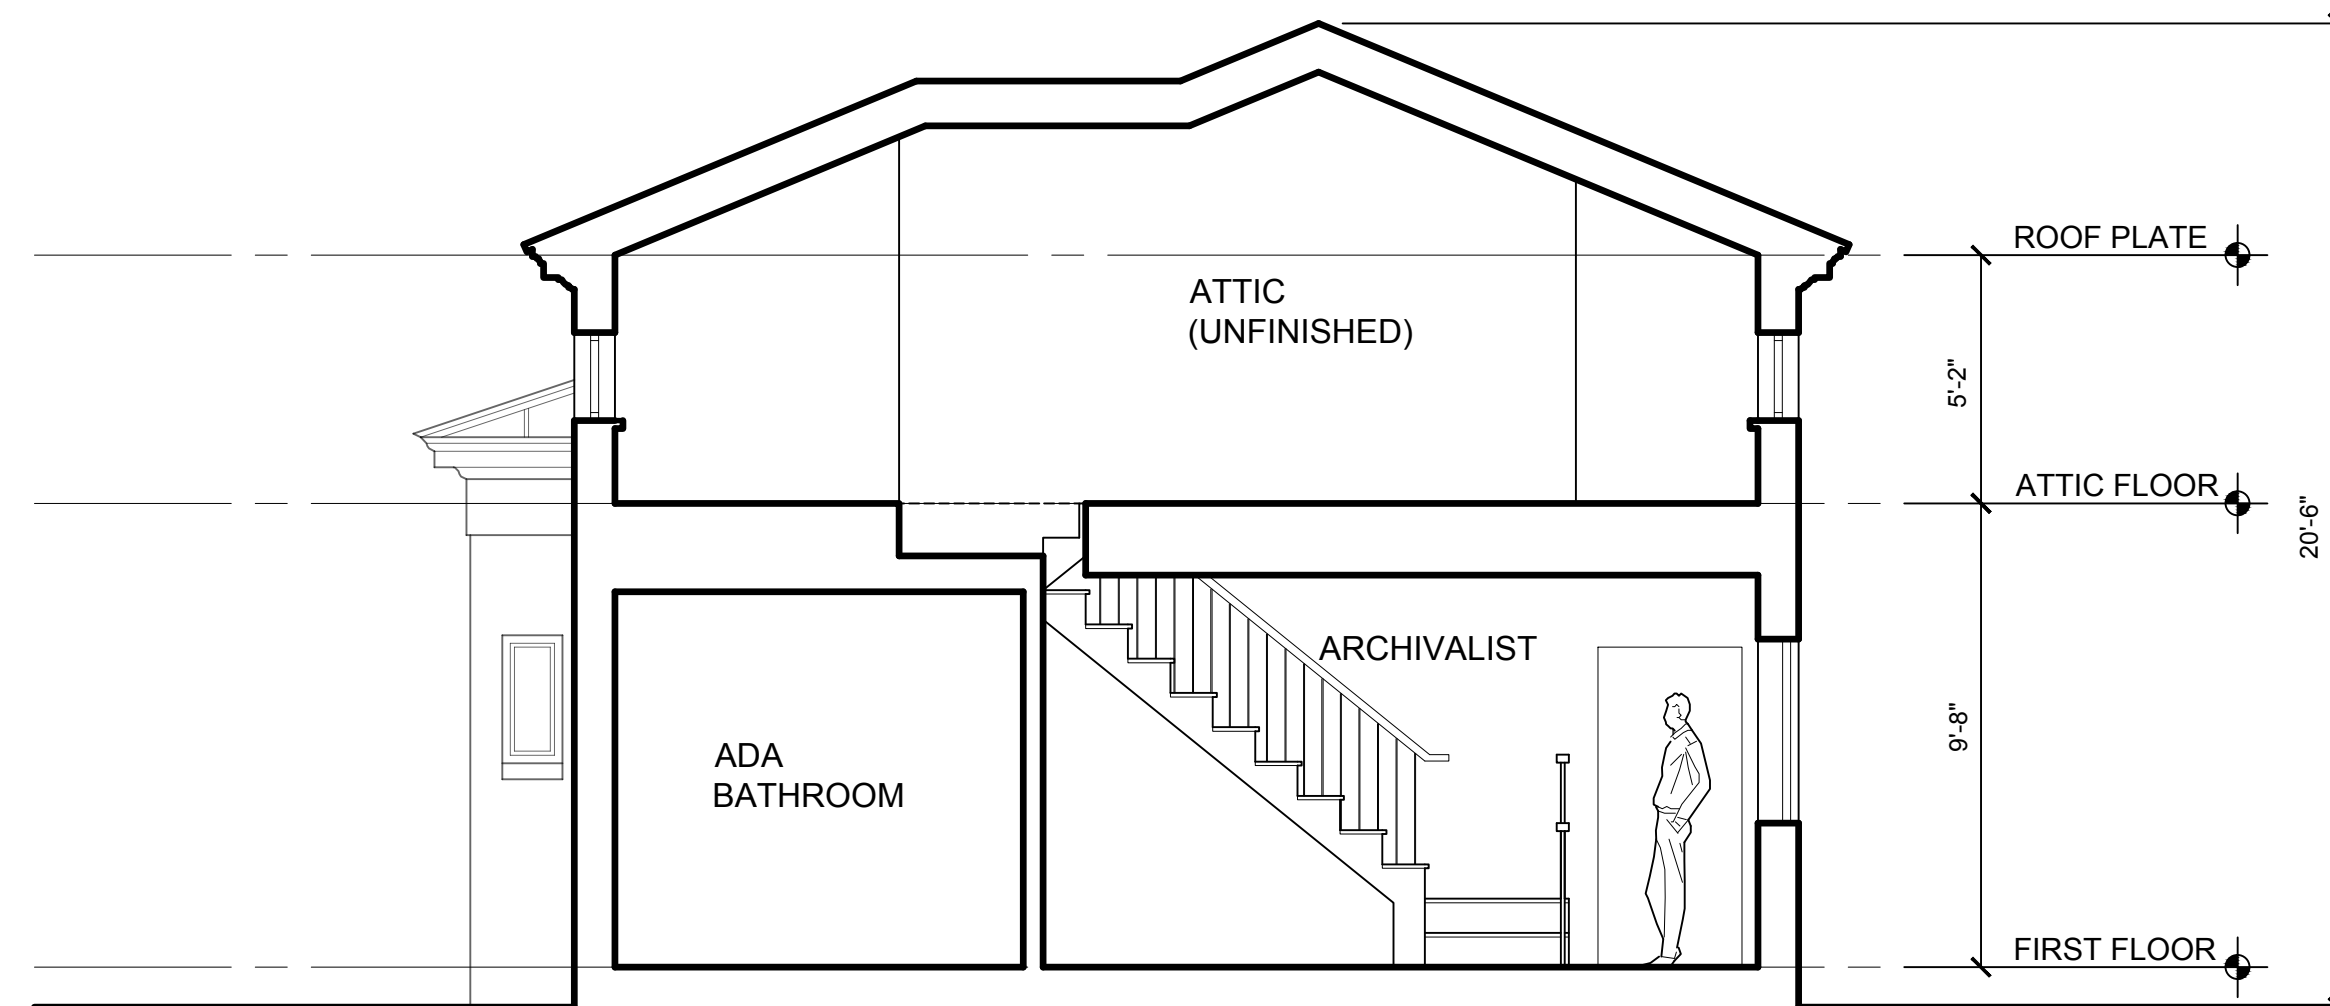 ROOF PLATE
ATTIC
(UNFINISHED)
5'-2"
ATTIC FLOOR
20'-6"
ARCHIVALIST
9'-8"
ADA
BATHROOM
FIRST FLOOR